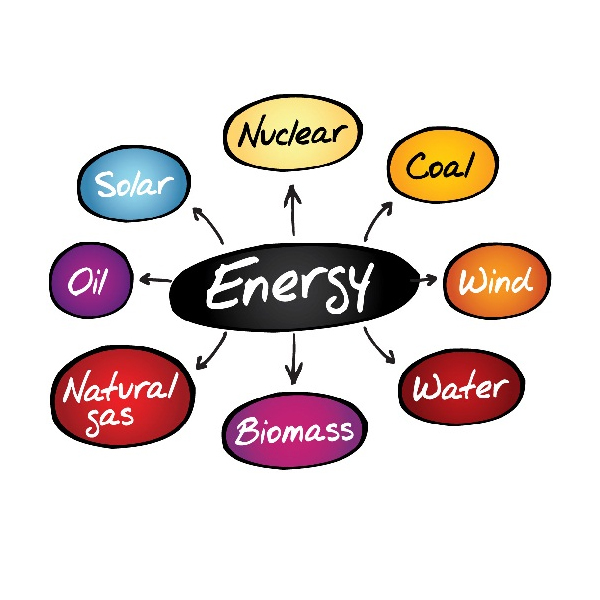 Nuclear
Coal
Solar
Energy
Oil
Wind
Natural
gas
Water
Biomass